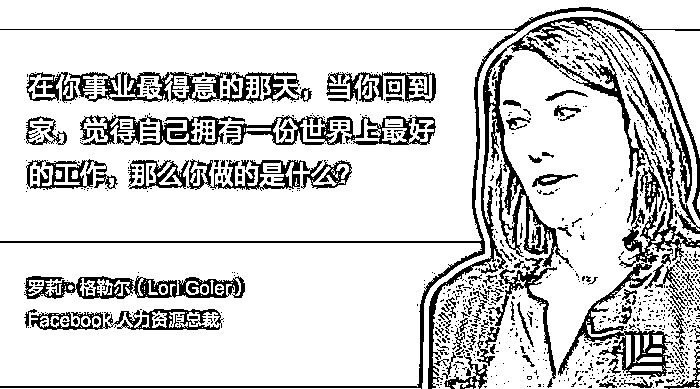 在你事业最得意的那天，当你回到
家，觉得自己拥有一份世界上最好
的工作，那么你做的是什么？
罗莉·格勒尔（Lori Goler）
Facebook 人力资源总裁